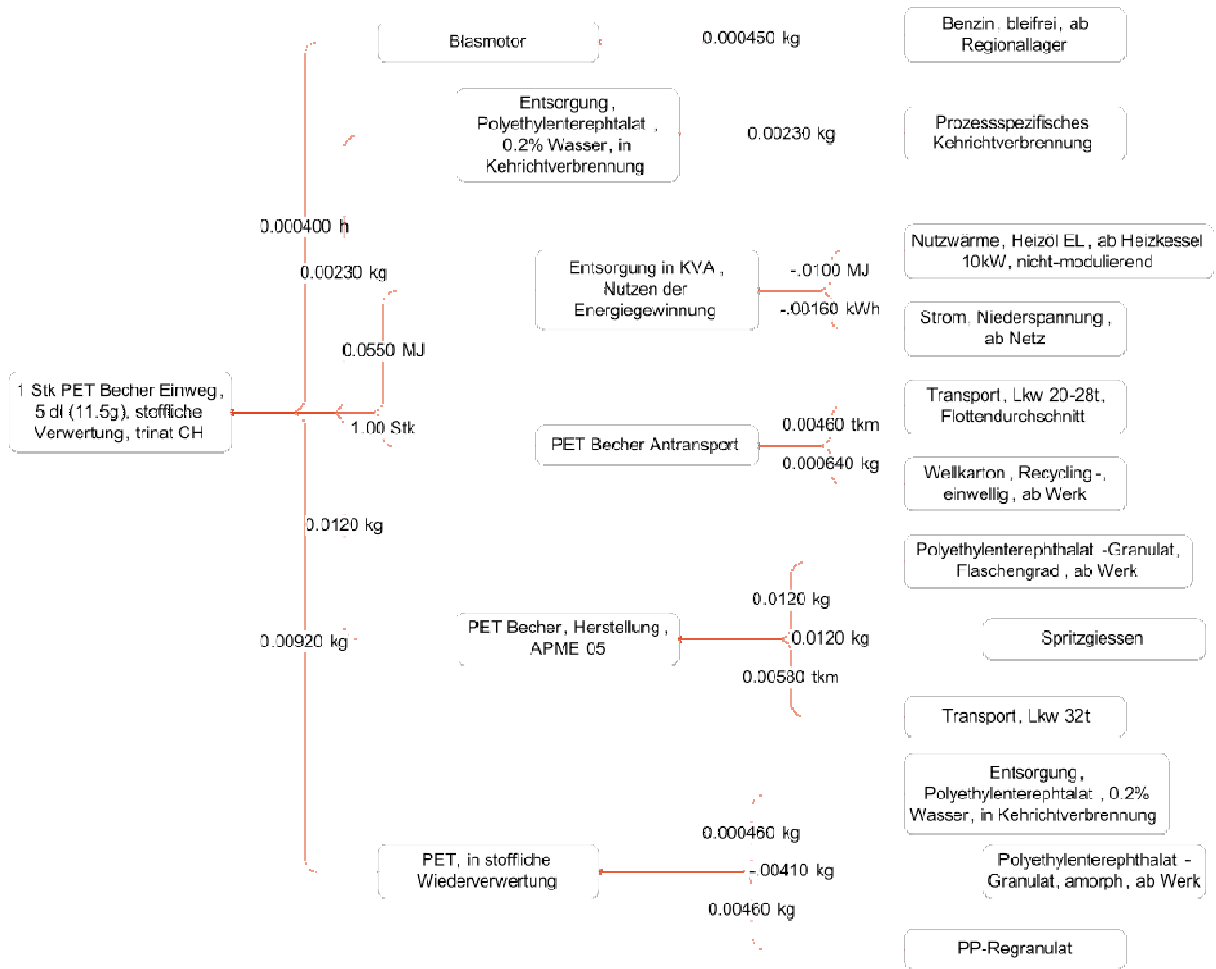 Blasmotor
0.000450 kg
Benzin, bleifrei, ab
Regionallager
Entsorgung,
Polyethylenterephtalat,
0.2% Wasser, in
Kehrichtverbrennung
0.00230 kg
Prozessspezifisches
Kehrichtverbrennung
0.000400 h
0.00230 kg
Entsorgung in KVA,
Nutzen der
Energiegewinnung
-.0100 MJ
-.00160 kWh
Nutzwärme, Heizöl EL, ab Heizkessel
10kW, nicht-modulierend
Strom, Niederspannung,
ab Netz
0.0550 MJ
1 Stk PET Becher Einweg,
5 dl (11.5g), stoffliche
Verwertung, trinat CH
1.00 Stk
PET Becher Antransport
0.00460 tkm
0.000640 kg
Transport, Lkw 20-28t,
Flottendurchschnitt
Wellkarton, Recycling-,
einwellig, ab Werk
0.0120 kg
PET Becher, Herstellung,
APME 05
0.0120 kg
0.0120 kg
0.00580 tkm
Polyethylenterephthalat-Granulat,
Flaschengrad, ab Werk
Spritzgiessen
Transport, Lkw 32t
0.00920 kg
PET, in stoffliche
Wiederverwertung
0.000460 kg
-.00410 kg
0.00460 kg
Entsorgung,
Polyethylenterephtalat, 0.2%
Wasser, in Kehrichtverbrennung
Polyethylenterephthalat-
Granulat, amorph, ab Werk
PP-Regranulat